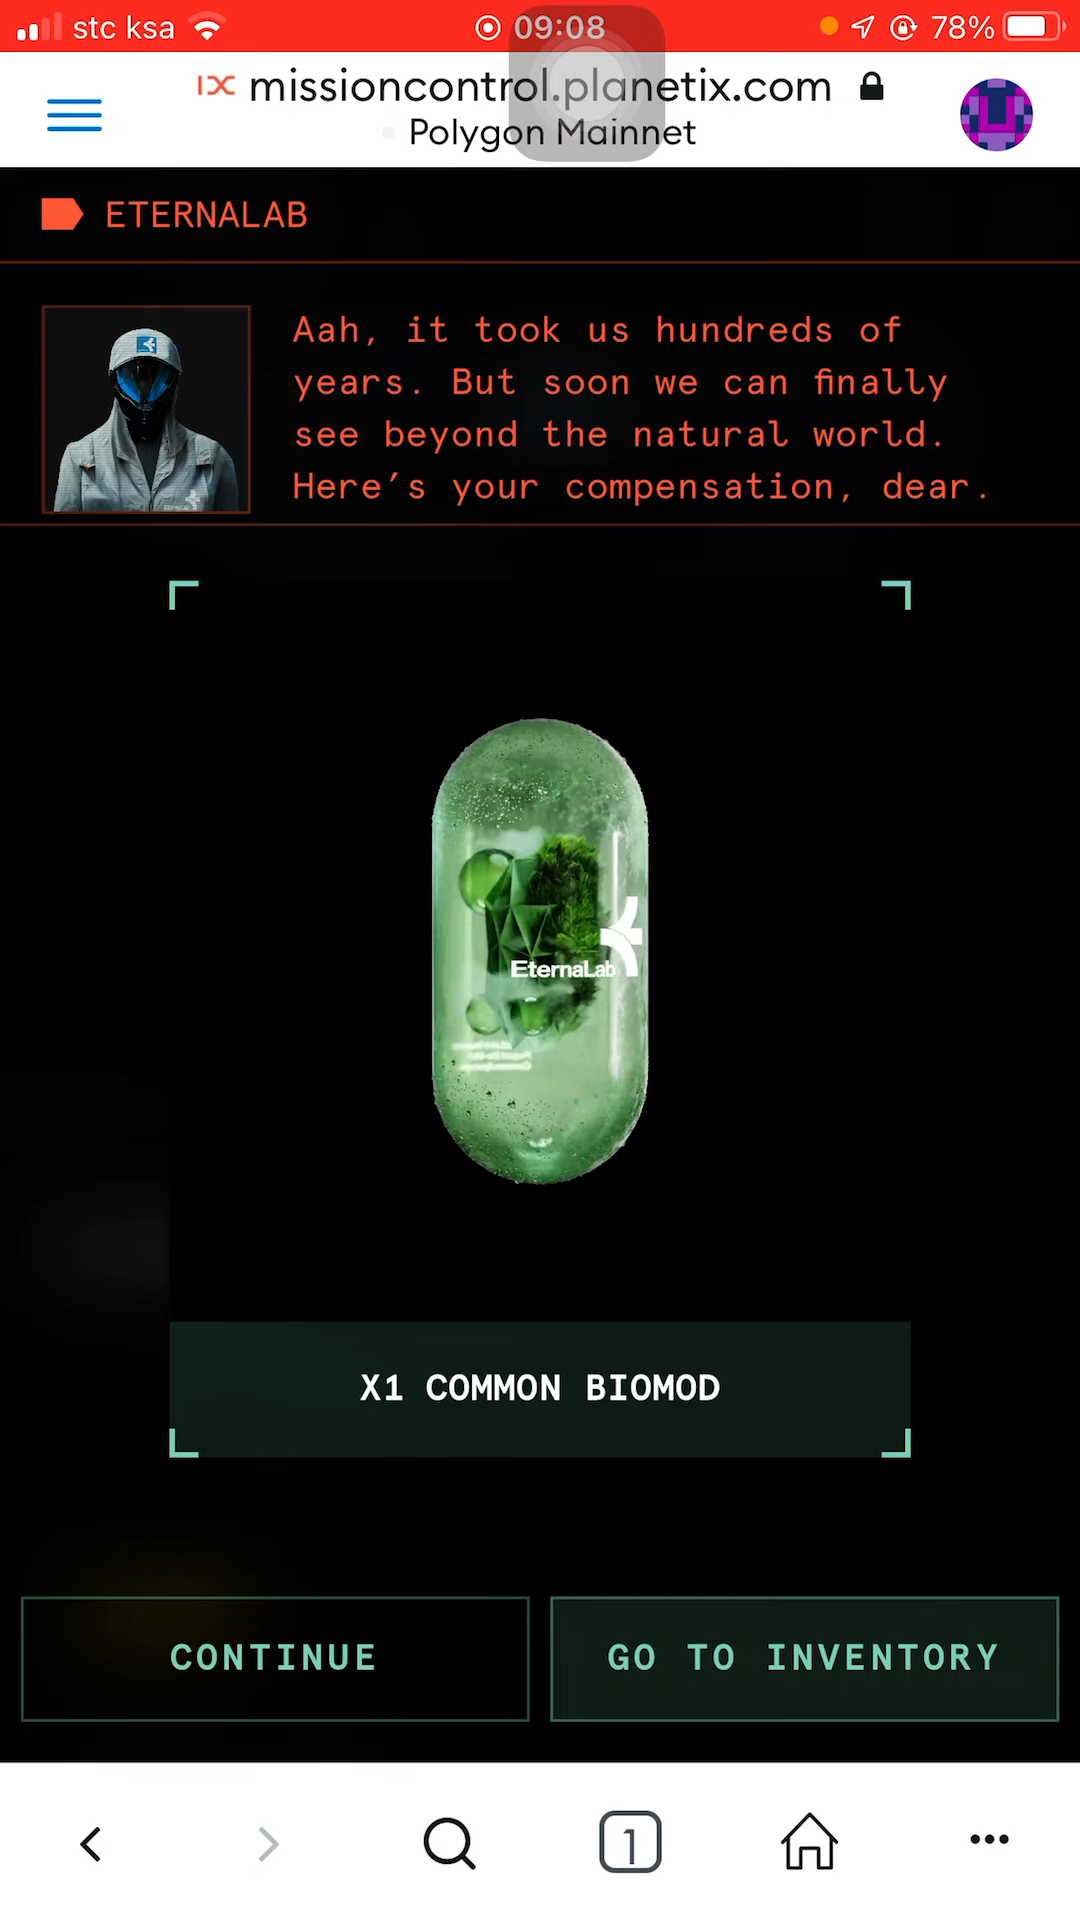 stc ksa 09:08 78%
IX missioncontrol.planetix.com
Polygon Mainnet
ETERNALAB
Aah, it took us hundreds of
years. But soon we can finally
see beyond the natural world.
Here's your compensation, dear.
EternaLab
X1 COMMON BIOMOD
CONTINUE
GO TO INVENTORY
1